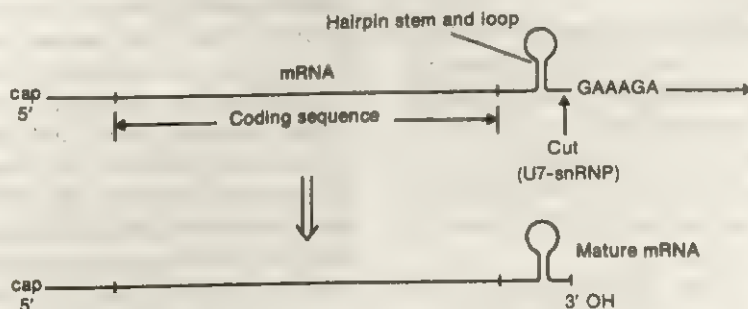 Hairpin stem and loop
mRNA
cap
5′
GAAAGA
Coding sequence
Cut
(U7-snRNP)
Mature mRNA
cap
5′
3′ OH